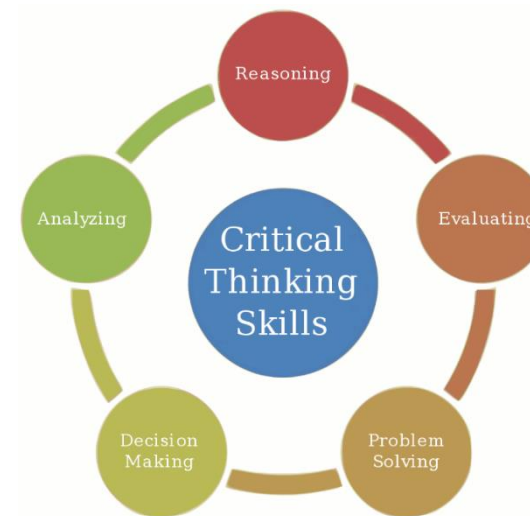 Reasoning
Evaluating
Problem
Solving
Decision
Making
Analyzing
Critical
Thinking
Skills